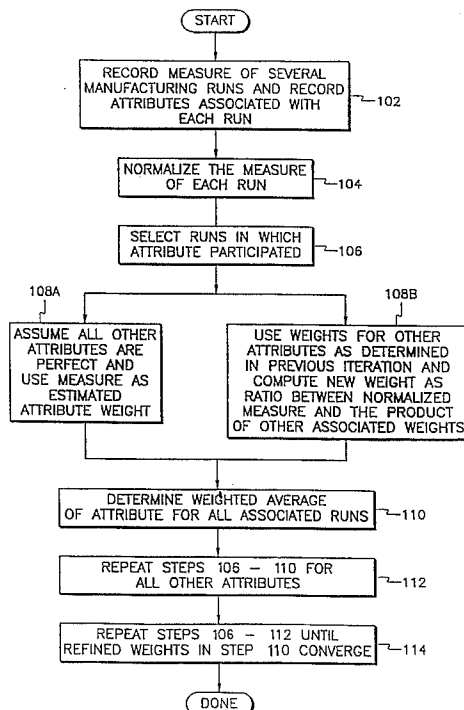 START
RECORD MEASURE OF SEVERAL
MANUFACTURING RUNS AND RECORD
ATTRIBUTES ASSOCIATED WITH
EACH RUN
102
NORMALIZE THE MEASURE
OF EACH RUN
104
SELECT RUNS IN WHICH
ATTRIBUTE PARTICIPATED
106
108A
ASSUME ALL OTHER
ATTRIBUTES ARE
PERFECT AND
USE MEASURE AS
ESTIMATED
ATTRIBUTE WEIGHT
108B
USE WEIGHTS FOR OTHER
ATTRIBUTES AS DETERMINED
IN PREVIOUS ITERATION AND
COMPUTE NEW WEIGHT AS
RATIO BETWEEN NORMALIZED
MEASURE AND THE PRODUCT
OF OTHER ASSOCIATED WEIGHTS
DETERMINE WEIGHTED AVERAGE
OF ATTRIBUTE FOR ALL ASSOCIATED RUNS
110
REPEAT STEPS 106 – 110 FOR
ALL OTHER ATTRIBUTES
112
REPEAT STEPS 106 – 112 UNTIL
REFINED WEIGHTS IN STEP 110 CONVERGE
114
DONE